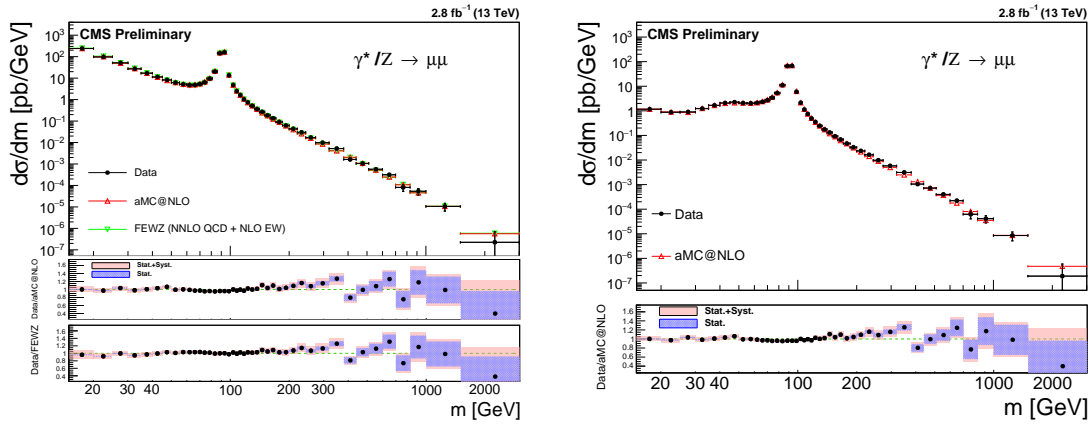 2.8 fb⁻¹ (13 TeV)
CMS Preliminary
γ* /Z → μμ
dσ/dm [pb/GeV]
10³
10²
10
1
10⁻¹
10⁻²
10⁻³
10⁻⁴
10⁻⁵
10⁻⁶
10⁻⁷
Data
aMC@NLO
FEWZ (NNLO QCD + NLO EW)
Data/aMC@NLO
1.6
1.4
1.2
1
0.8
0.6
0.4
Stat.+Syst.
Stat.
Data/FEWZ
1.6
1.4
1.2
1
0.8
0.6
0.4
Stat.+Syst.
Stat.
20 30 40 100 200 300 1000 2000
m [GeV]
2.8 fb⁻¹ (13 TeV)
CMS Preliminary
γ* /Z → μμ
dσ/dm [pb/GeV]
10³
10²
10
1
10⁻¹
10⁻²
10⁻³
10⁻⁴
10⁻⁵
10⁻⁶
10⁻⁷
Data
aMC@NLO
Data/aMC@NLO
1.6
1.4
1.2
1
0.8
0.6
0.4
Stat.+Syst.
Stat.
20 30 40 100 200 1000 2000
m [GeV]